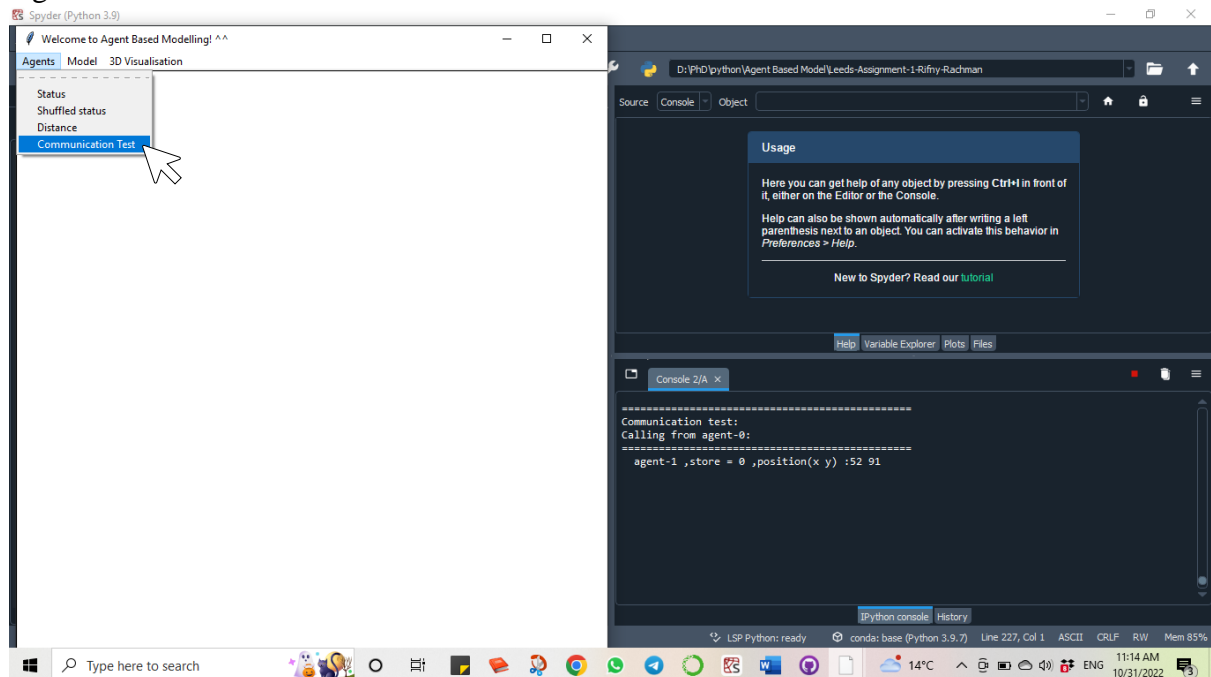 Spyder (Python 3.9)
Welcome to Agent Based Modelling! ^^
Agents Model 3D Visualisation
Status
Shuffled status
Distance
Communication Test
D:\PhD\python\Agent Based Model\Leeds-Assignment-1-Rifny-Rachman
Source Console Object
Usage
Here you can get help of any object by pressing Ctrl+I in front of
it, either on the Editor or the Console.
Help can also be shown automatically after writing a left
parenthesis next to an object. You can activate this behavior in
Preferences > Help.
New to Spyder? Read our tutorial
Help Variable Explorer Plots Files
Console 2/A
===============================================
Communication test:
Calling from agent-0:
===============================================
agent-1 ,store = 0 ,position(x y) :52 91
IPython console History
LSP Python: ready conda: base (Python 3.9.7) Line 227, Col 1 ASCII CRLF RW Mem 85%
Type here to search
14°C ENG 11:14 AM
10/31/2022